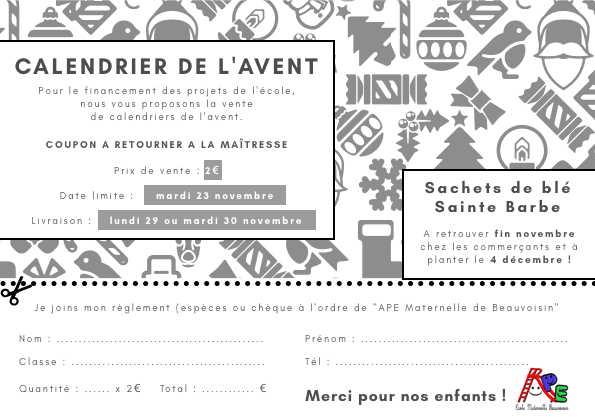 CALENDRIER DE L'AVENT
Pour le financement des projets de l'école,
nous vous proposons la vente
de calendriers de l'avent.
COUPON A RETOURNER A LA MAÎTRESSE
Prix de vente : 2€
Date limite : mardi 23 novembre
Livraison : lundi 29 ou mardi 30 novembre
Sachets de blé
Sainte Barbe
A retrouver fin novembre
chez les commerçants et à
planter le 4 décembre !
Je joins mon règlement (espèces ou chèque à l'ordre de "APE Maternelle de Beauvoisin"
Nom : ................................................
Prénom : ................................................
Classe : .............................................
Tél : .............................................
Quantité : ...... x 2€ Total : ............ €
Merci pour nos enfants !
APE
Ecole Maternelle Beauvoisin